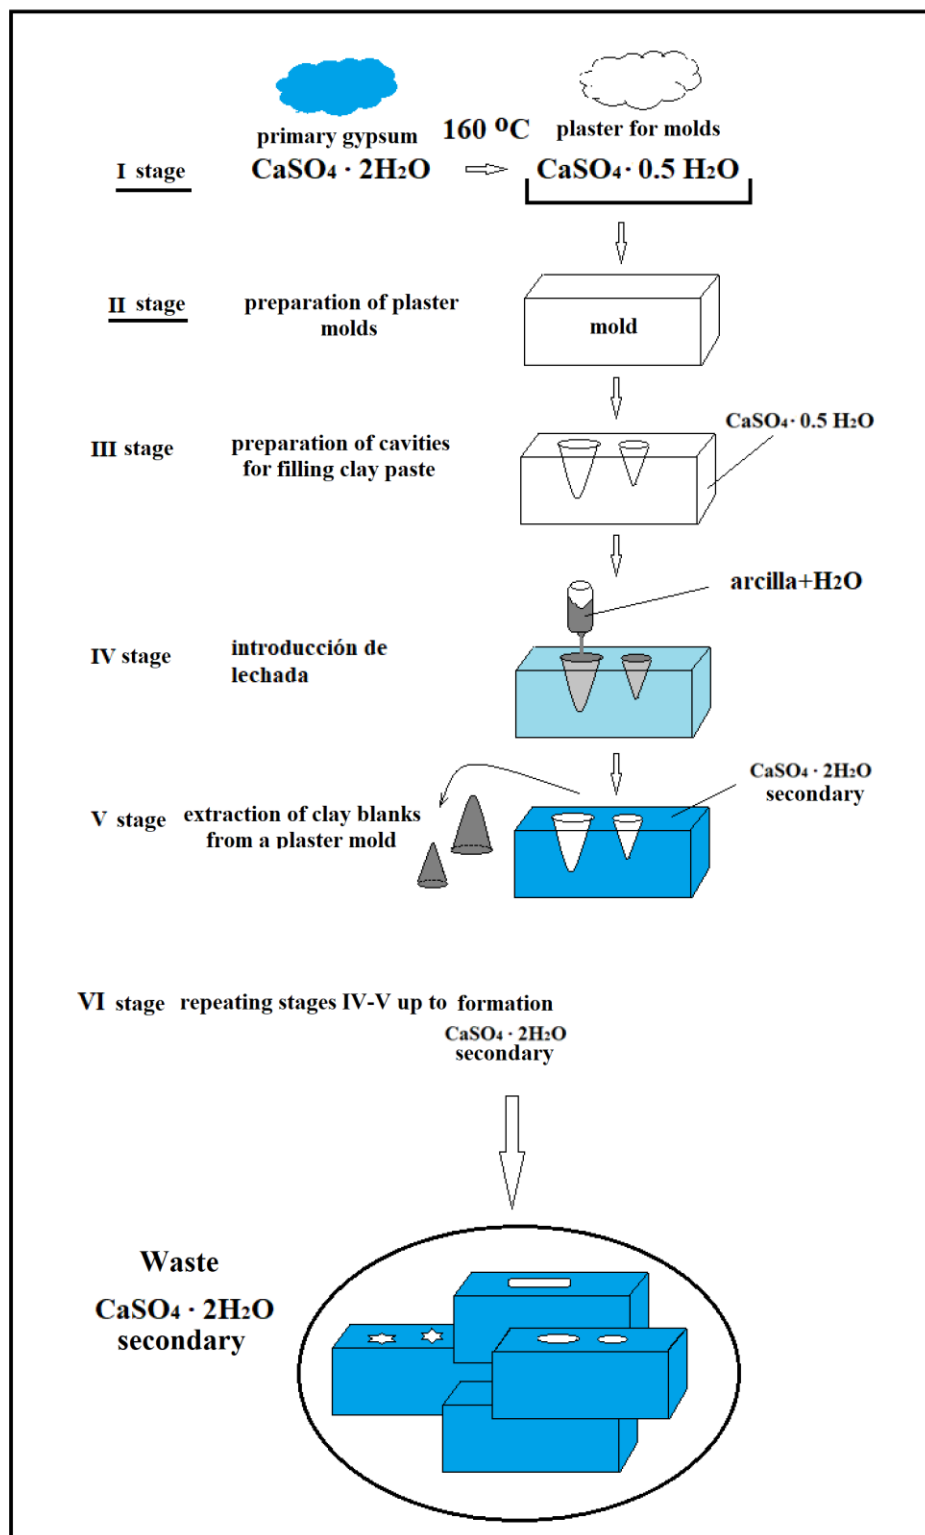 primary gypsum
160 ºC
plaster for molds
I stage
CaSO4 · 2H2O
CaSO4 · 0.5 H2O
II stage
preparation of plaster
molds
mold
III stage
preparation of cavities
for filling clay paste
CaSO4 · 0.5 H2O
arcilla+H2O
IV stage
introducción de
lechada
CaSO4 · 2H2O
secondary
V stage
extraction of clay blanks
from a plaster mold
VI stage repeating stages IV-V up to formation
CaSO4 · 2H2O
secondary
Waste
CaSO4 · 2H2O
secondary